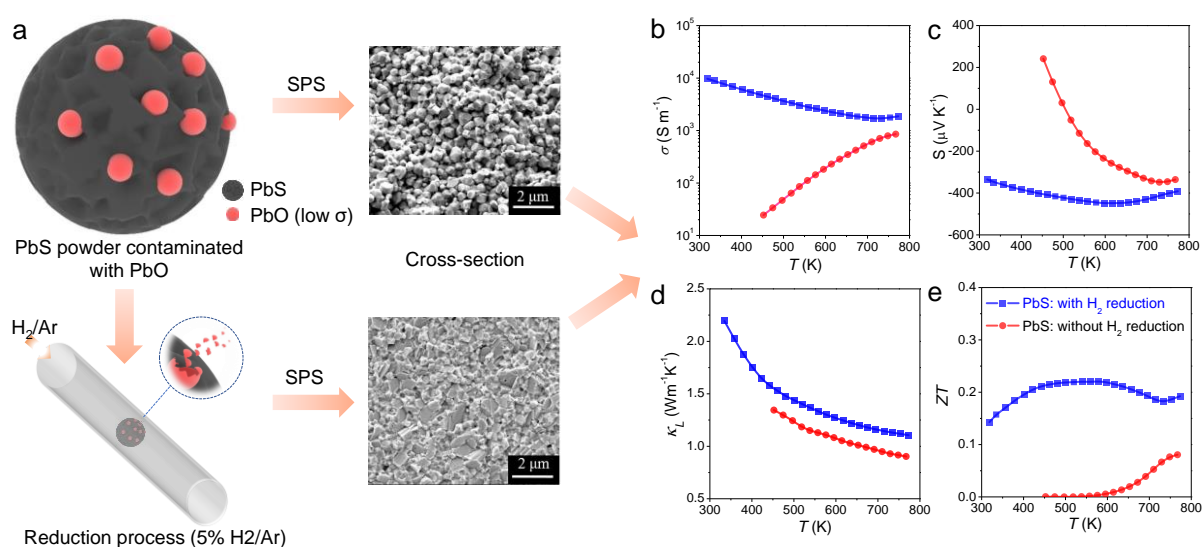 a
PbS
PbO (low σ)
PbS powder contaminated
with PbO
SPS
2 μm
Cross-section
H2/Ar
SPS
2 μm
Reduction process (5% H2/Ar)
b
10^5
10^4
10^3
10^2
10^1
σ (S m^-1)
300 400 500 600 700 800
T (K)
c
400
200
0
-200
-400
-600
S (μV K^-1)
300 400 500 600 700 800
T (K)
d
2.5
2.0
1.5
1.0
0.5
κL (Wm^-1K^-1)
300 400 500 600 700 800
T (K)
e
PbS: with H2 reduction
PbS: without H2 reduction
0.4
0.3
0.2
0.1
0.0
ZT
300 400 500 600 700 800
T (K)